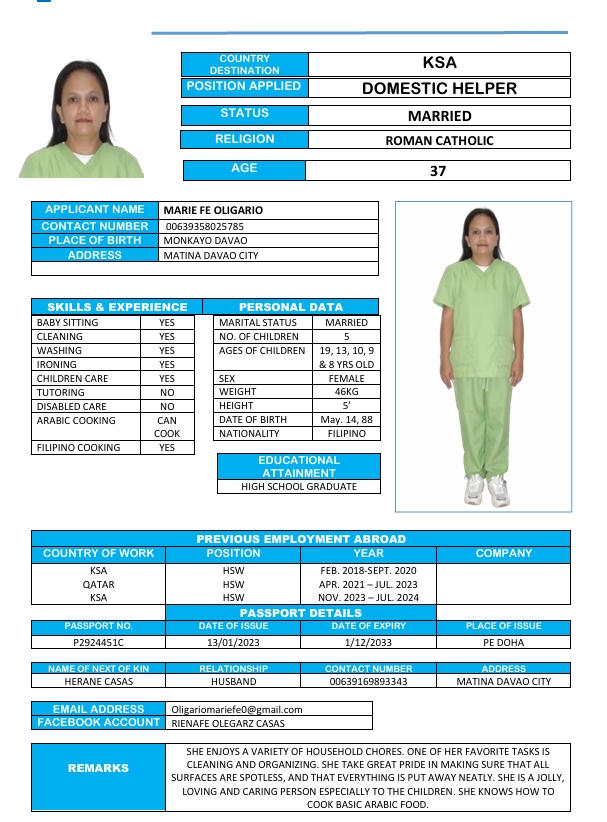 COUNTRY DESTINATION KSA
POSITION APPLIED DOMESTIC HELPER
STATUS MARRIED
RELIGION ROMAN CATHOLIC
AGE 37
APPLICANT NAME MARIE FE OLIGARIO
CONTACT NUMBER 00639358025785
PLACE OF BIRTH MONKAYO DAVAO
ADDRESS MATINA DAVAO CITY
SKILLS & EXPERIENCE
BABY SITTING YES
CLEANING YES
WASHING YES
IRONING YES
CHILDREN CARE YES
TUTORING NO
DISABLED CARE NO
ARABIC COOKING CAN COOK
FILIPINO COOKING YES
PERSONAL DATA
MARITAL STATUS MARRIED
NO. OF CHILDREN 5
AGES OF CHILDREN 19, 13, 10, 9 & 8 YRS OLD
SEX FEMALE
WEIGHT 46KG
HEIGHT 5’
DATE OF BIRTH May. 14, 88
NATIONALITY FILIPINO
EDUCATIONAL ATTAINMENT
HIGH SCHOOL GRADUATE
PREVIOUS EMPLOYMENT ABROAD
COUNTRY OF WORK POSITION YEAR COMPANY
KSA HSW FEB. 2018-SEPT. 2020
QATAR HSW APR. 2021 – JUL. 2023
KSA HSW NOV. 2023 – JUL. 2024
PASSPORT DETAILS
PASSPORT NO. DATE OF ISSUE DATE OF EXPIRY PLACE OF ISSUE
P2924451C 13/01/2023 1/12/2033 PE DOHA
NAME OF NEXT OF KIN RELATIONSHIP CONTACT NUMBER ADDRESS
HERANE CASAS HUSBAND 00639169893343 MATINA DAVAO CITY
EMAIL ADDRESS Oligariomariefe0@gmail.com
FACEBOOK ACCOUNT RIENAFE OLEGARZ CASAS
REMARKS
SHE ENJOYS A VARIETY OF HOUSEHOLD CHORES. ONE OF HER FAVORITE TASKS IS
CLEANING AND ORGANIZING. SHE TAKE GREAT PRIDE IN MAKING SURE THAT ALL
SURFACES ARE SPOTLESS, AND THAT EVERYTHING IS PUT AWAY NEATLY. SHE IS A JOLLY,
LOVING AND CARING PERSON ESPECIALLY TO THE CHILDREN. SHE KNOWS HOW TO
COOK BASIC ARABIC FOOD.